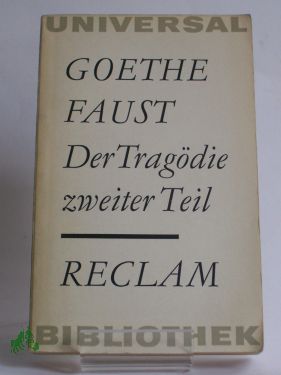 UNIVERSAL
GOETHE
FAUST
Der Tragödie
zweiter Teil
RECLAM
BIBLIOTHEK